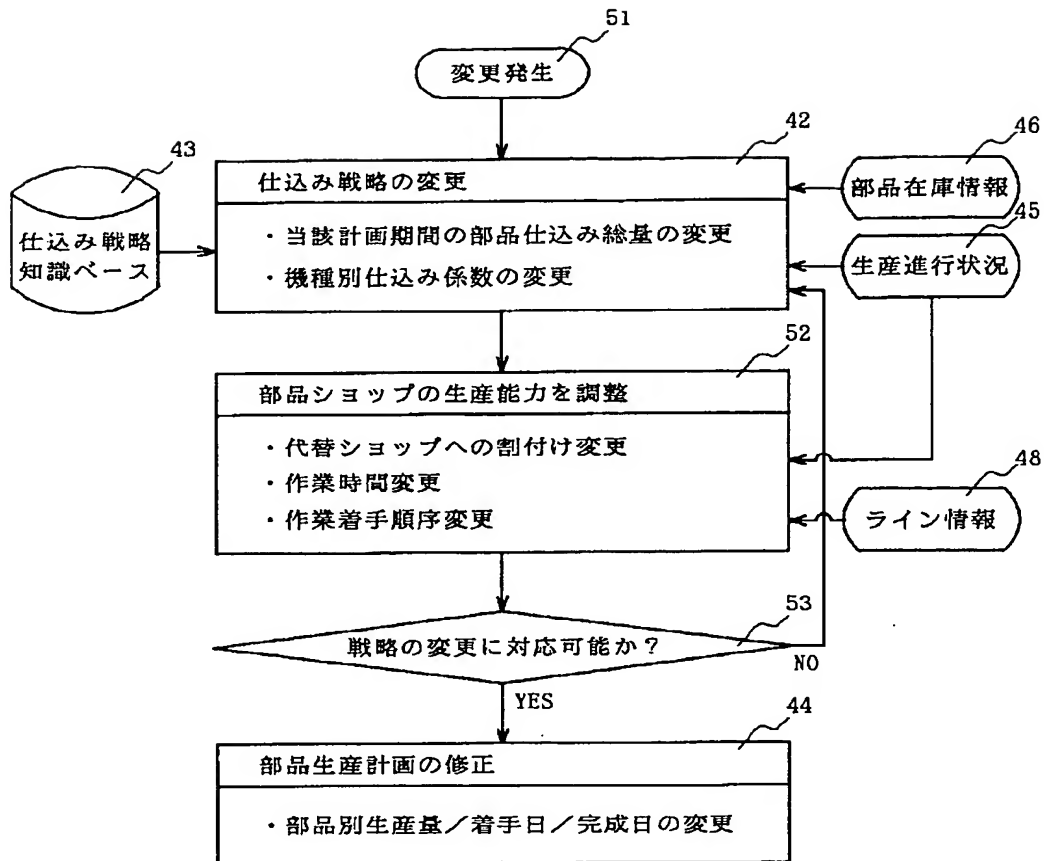 51
変更発生
42
46
43
仕込み戦略の変更
部品在庫情報
45
仕込み戦略
知識ベース
・当該計画期間の部品仕込み総量の変更
・機種別仕込み係数の変更
生産進行状況
52
部品ショップの生産能力を調整
・代替ショップへの割付け変更
・作業時間変更
・作業着手順序変更
48
ライン情報
53
戦略の変更に対応可能か?
NO
YES
44
部品生産計画の修正
・部品別生産量/着手日/完成日の変更